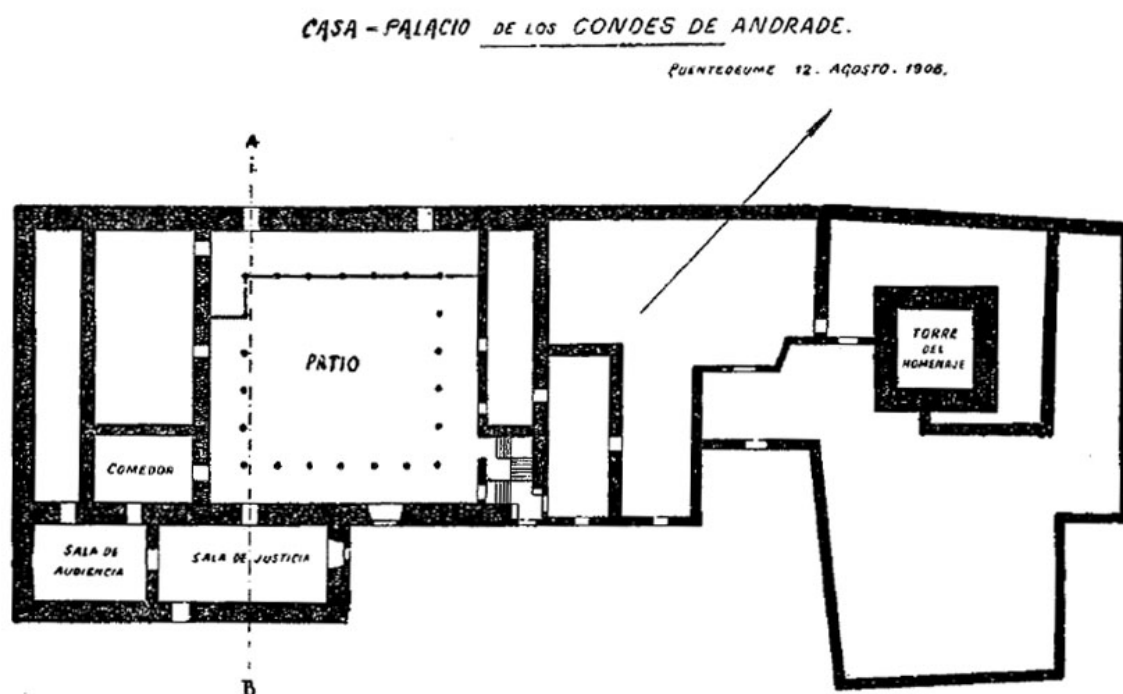 CASA-PALACIO DE LOS CONDES DE ANDRADE.
PUENTEDEUME 12. AGOSTO. 1908.
A
PATIO
TORRE
DEL
HOMENAJE
COMEDOR
SALA DE
AUDIENCIA
SALA DE JUSTICIA
B